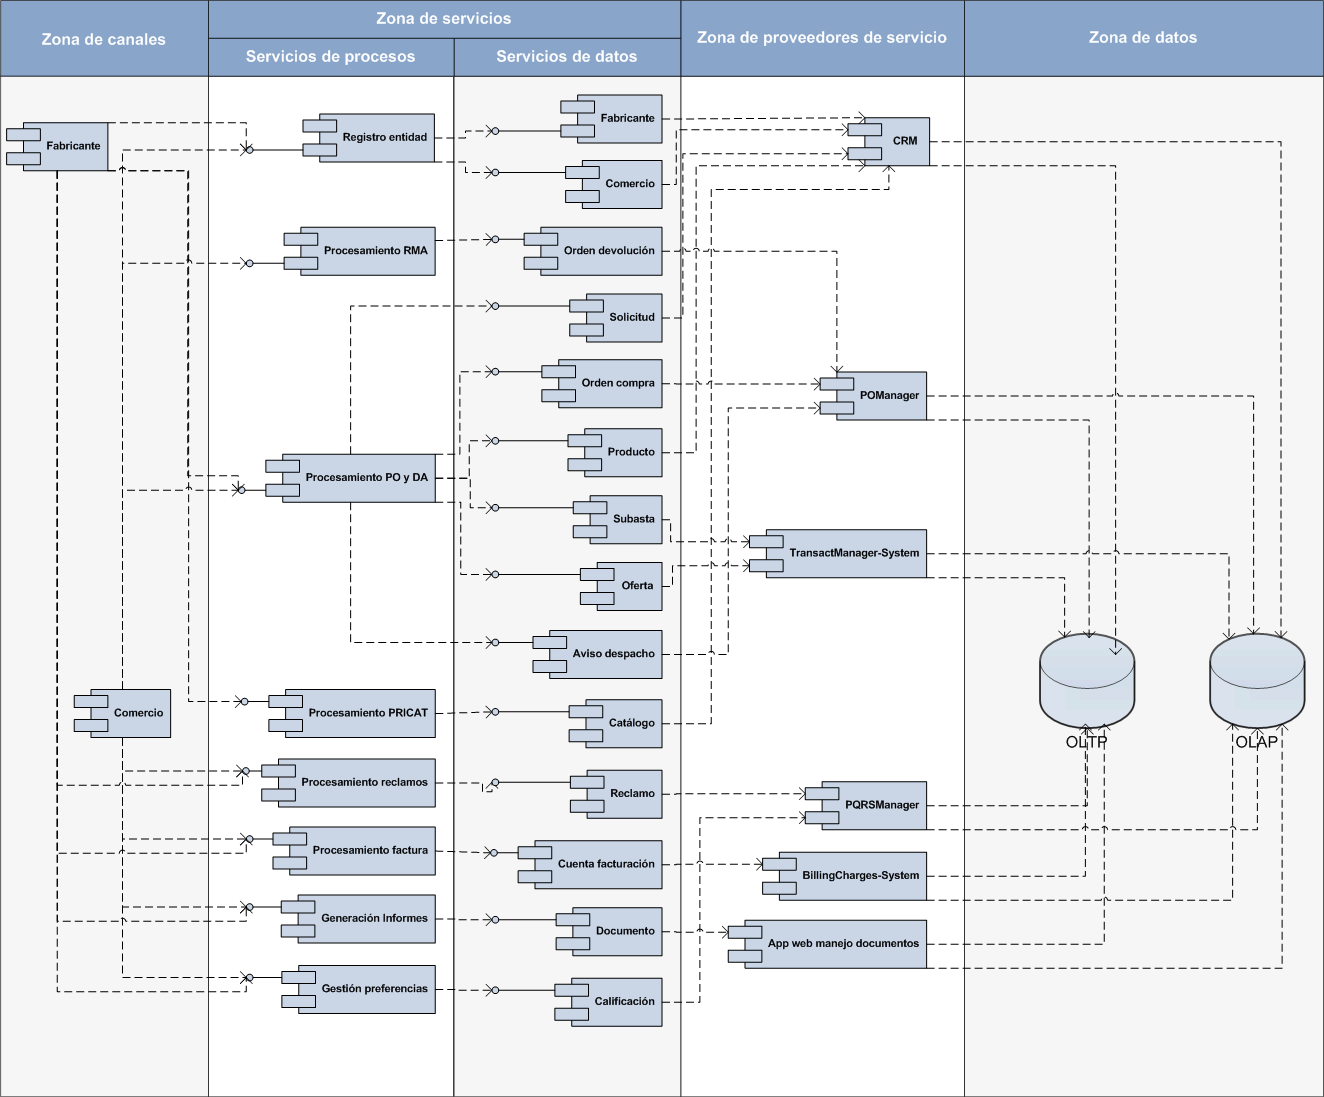 Zona de canales
Zona de servicios
Servicios de procesos
Servicios de datos
Zona de proveedores de servicio
Zona de datos
Fabricante
Comercio
Registro entidad
Procesamiento RMA
Procesamiento PO y DA
Procesamiento PRICAT
Procesamiento reclamos
Procesamiento factura
Generación Informes
Gestión preferencias
Fabricante
Comercio
Orden devolución
Solicitud
Orden compra
Producto
Subasta
Oferta
Aviso despacho
Catálogo
Reclamo
Cuenta facturación
Documento
Calificación
CRM
POManager
TransactManager-System
PQRSManager
BillingCharges-System
App web manejo documentos
OLTP
OLAP